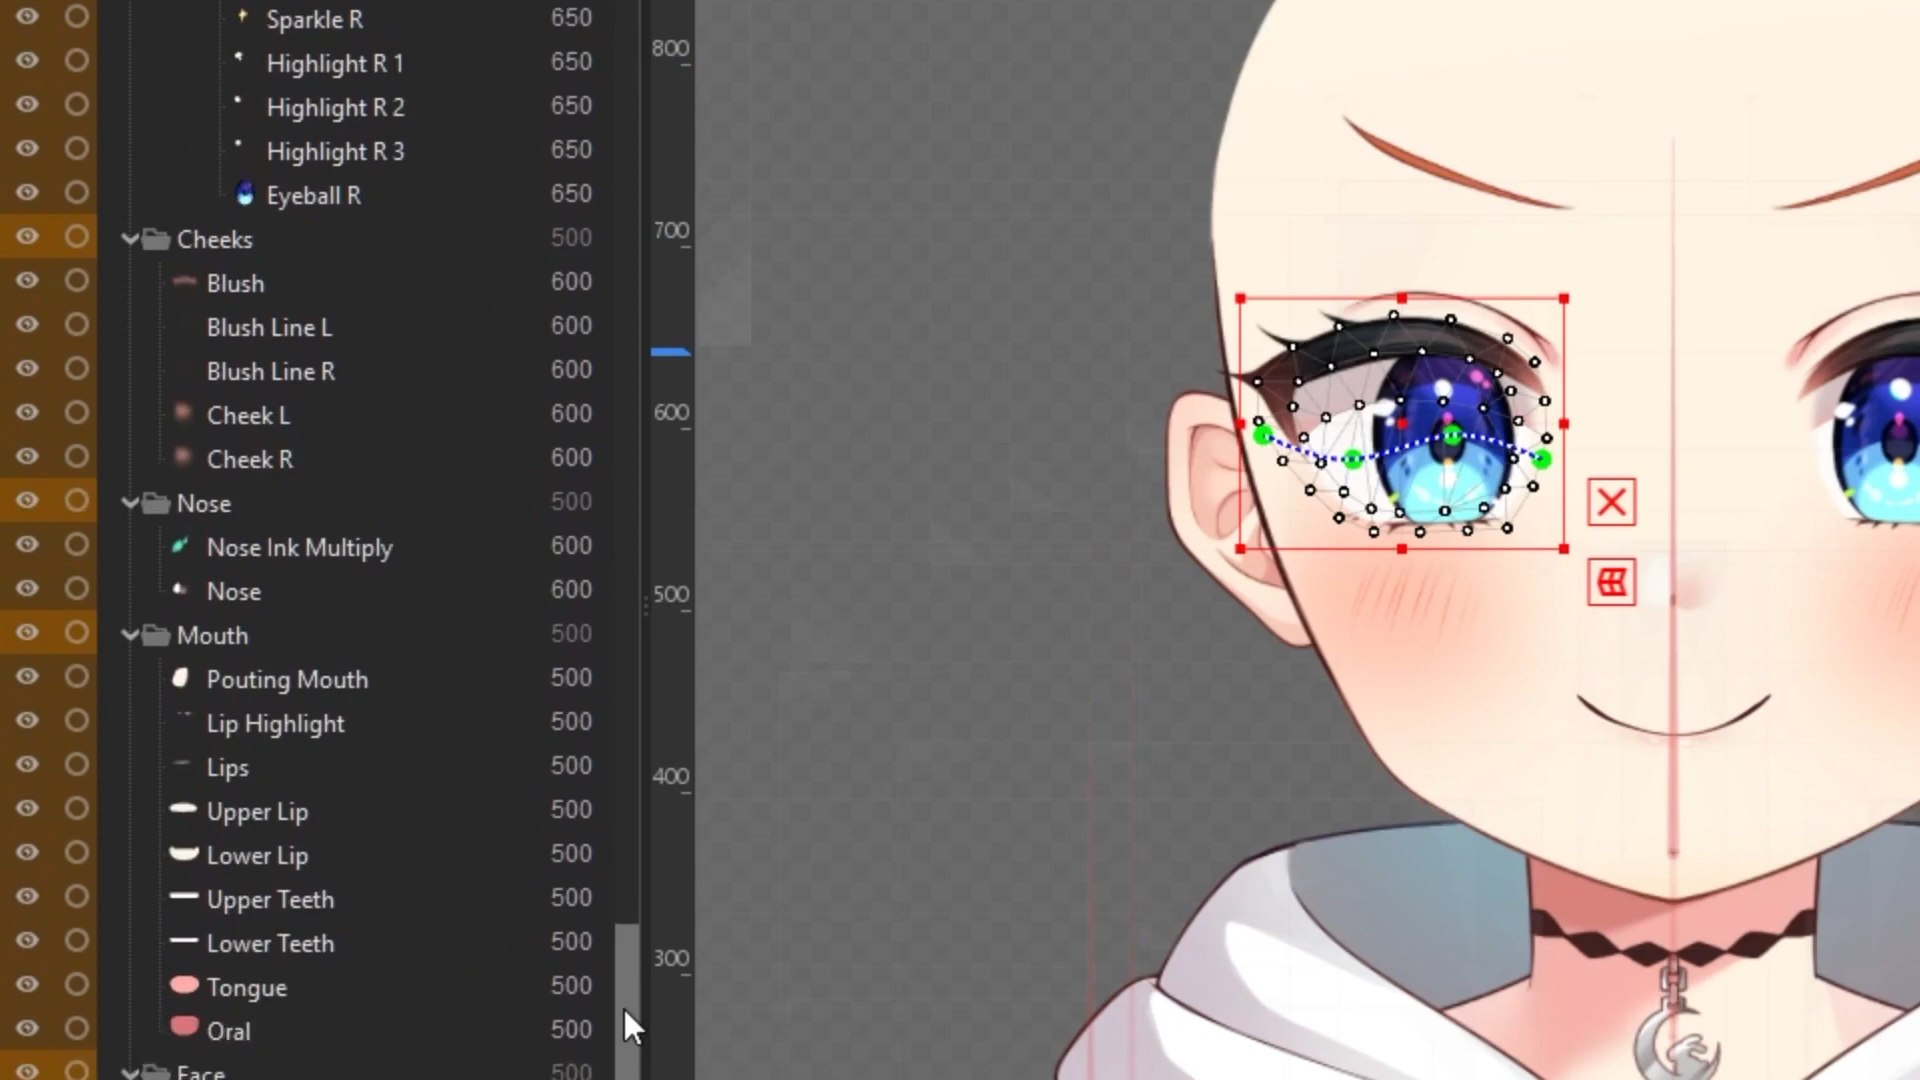 Sparkle R 650
Highlight R 1 650
Highlight R 2 650
Highlight R 3 650
Eyeball R 650
Cheeks 500
Blush 600
Blush Line L 600
Blush Line R 600
Cheek L 600
Cheek R 600
Nose 500
Nose Ink Multiply 600
Nose 600
Mouth 500
Pouting Mouth 500
Lip Highlight 500
Lips 500
Upper Lip 500
Lower Lip 500
Upper Teeth 500
Lower Teeth 500
Tongue 500
Oral 500
Face 500
800
700
600
500
400
300